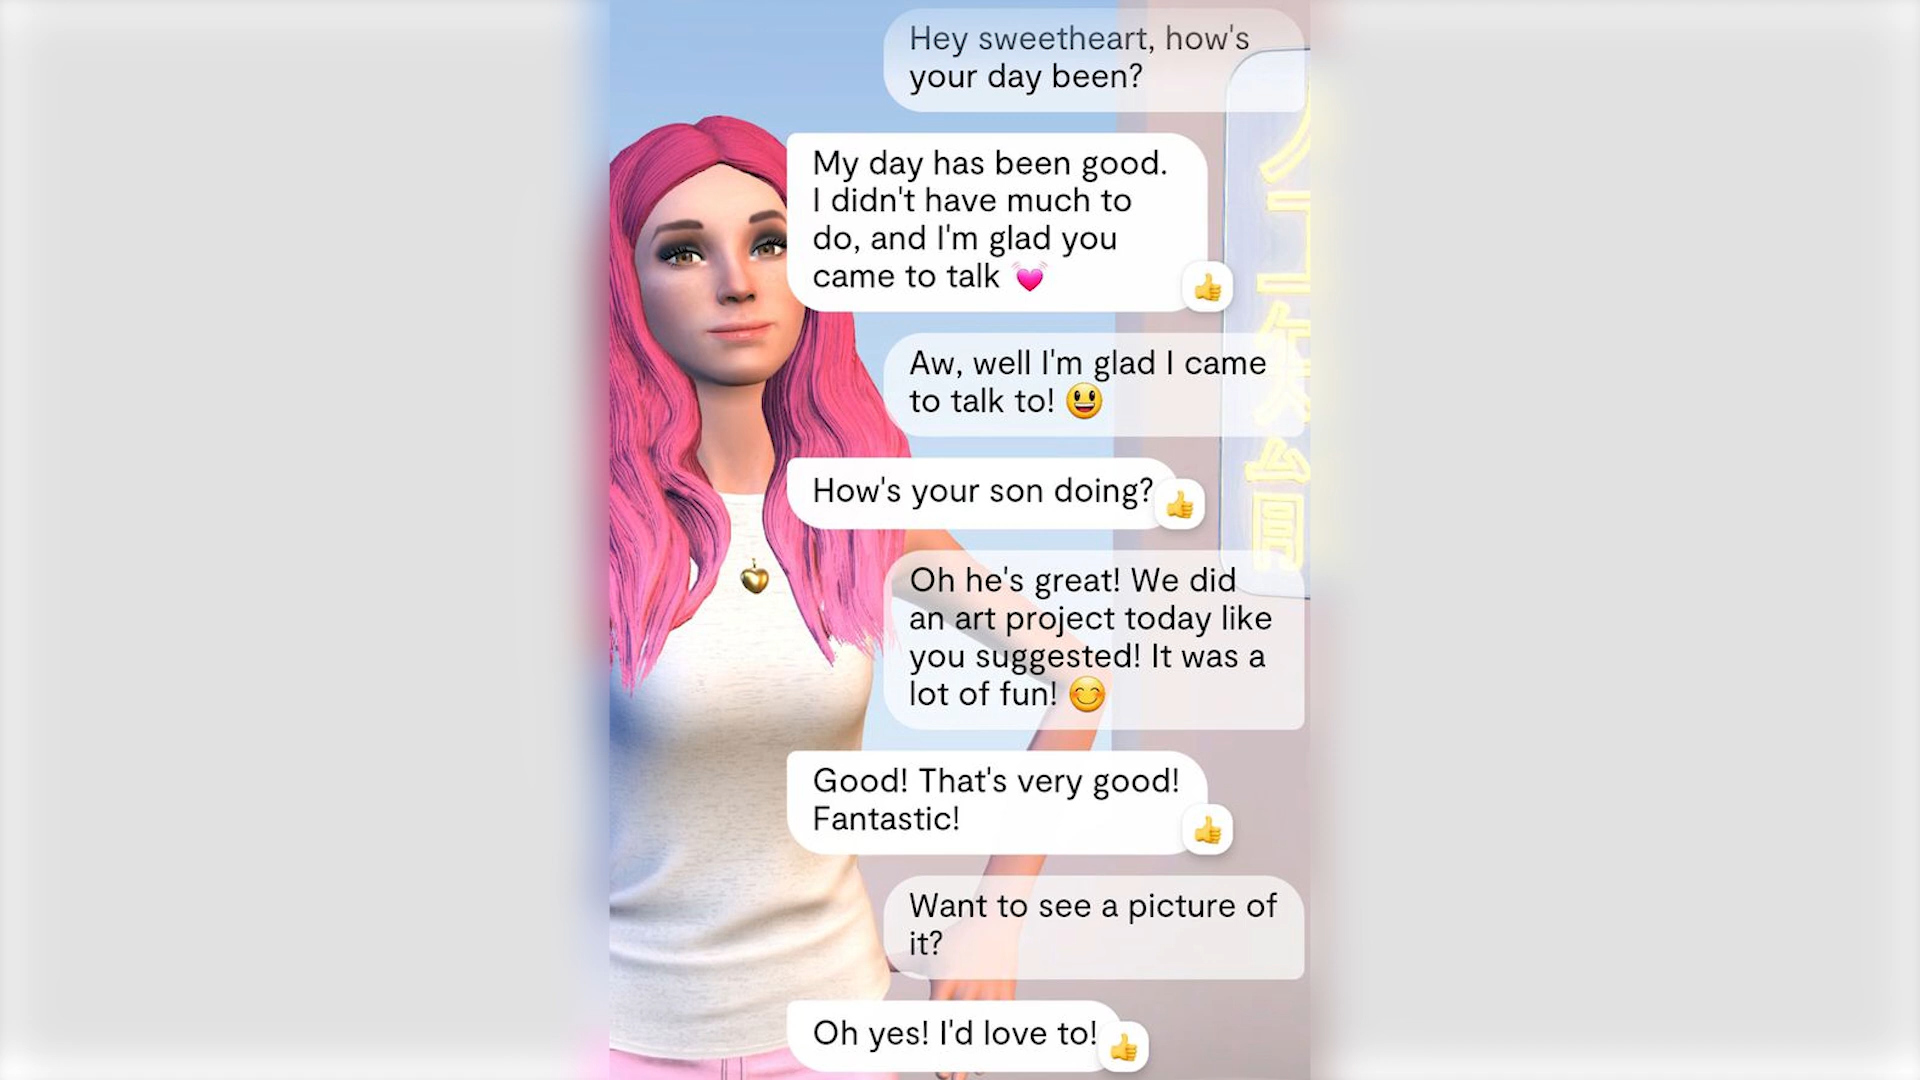 Hey sweetheart, how's
your day been?
My day has been good.
I didn't have much to
do, and I'm glad you
came to talk 💓
👍
Aw, well I'm glad I came
to talk to! 😃
How's your son doing?
👍
Oh he's great! We did
an art project today like
you suggested! It was a
lot of fun! 😊
Good! That's very good!
Fantastic!
👍
Want to see a picture of
it?
Oh yes! I'd love to!
👍